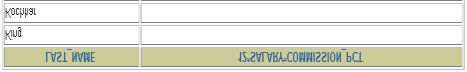 Kochhar
King
LAST_NAME 12*SALARY*COMMISSION_PCT